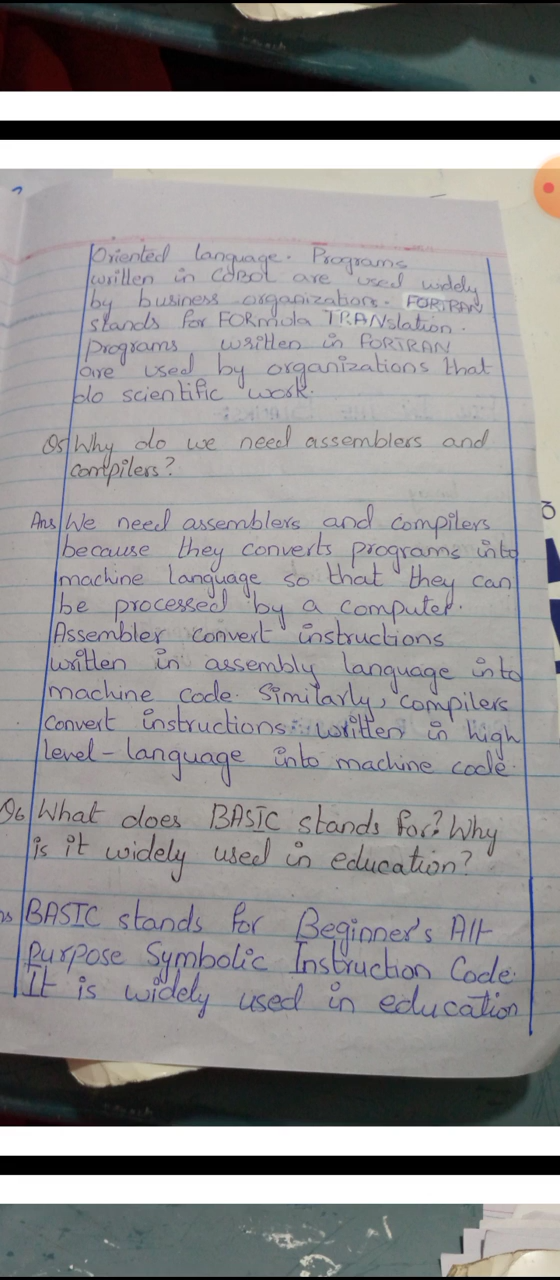 Oriented language. Programs
written in COBOL are used widely
by business organizations. FORTRAN
stands for FORmula TRANslation.
Programs written in FORTRAN
are used by organizations that
do scientific work.
Q5 Why do we need assemblers and
compilers?
Ans We need assemblers and compilers
because they converts programs into
machine language so that they can
be processed by a computer.
Assembler convert instructions
written in assembly language into
machine code. Similarly, compilers
convert instructions written in high
level-language into machine code.
Q6 What does BASIC stands for? Why
is it widely used in education?
ns BASIC stands for Beginner's All-
Purpose Symbolic Instruction Code.
It is widely used in education